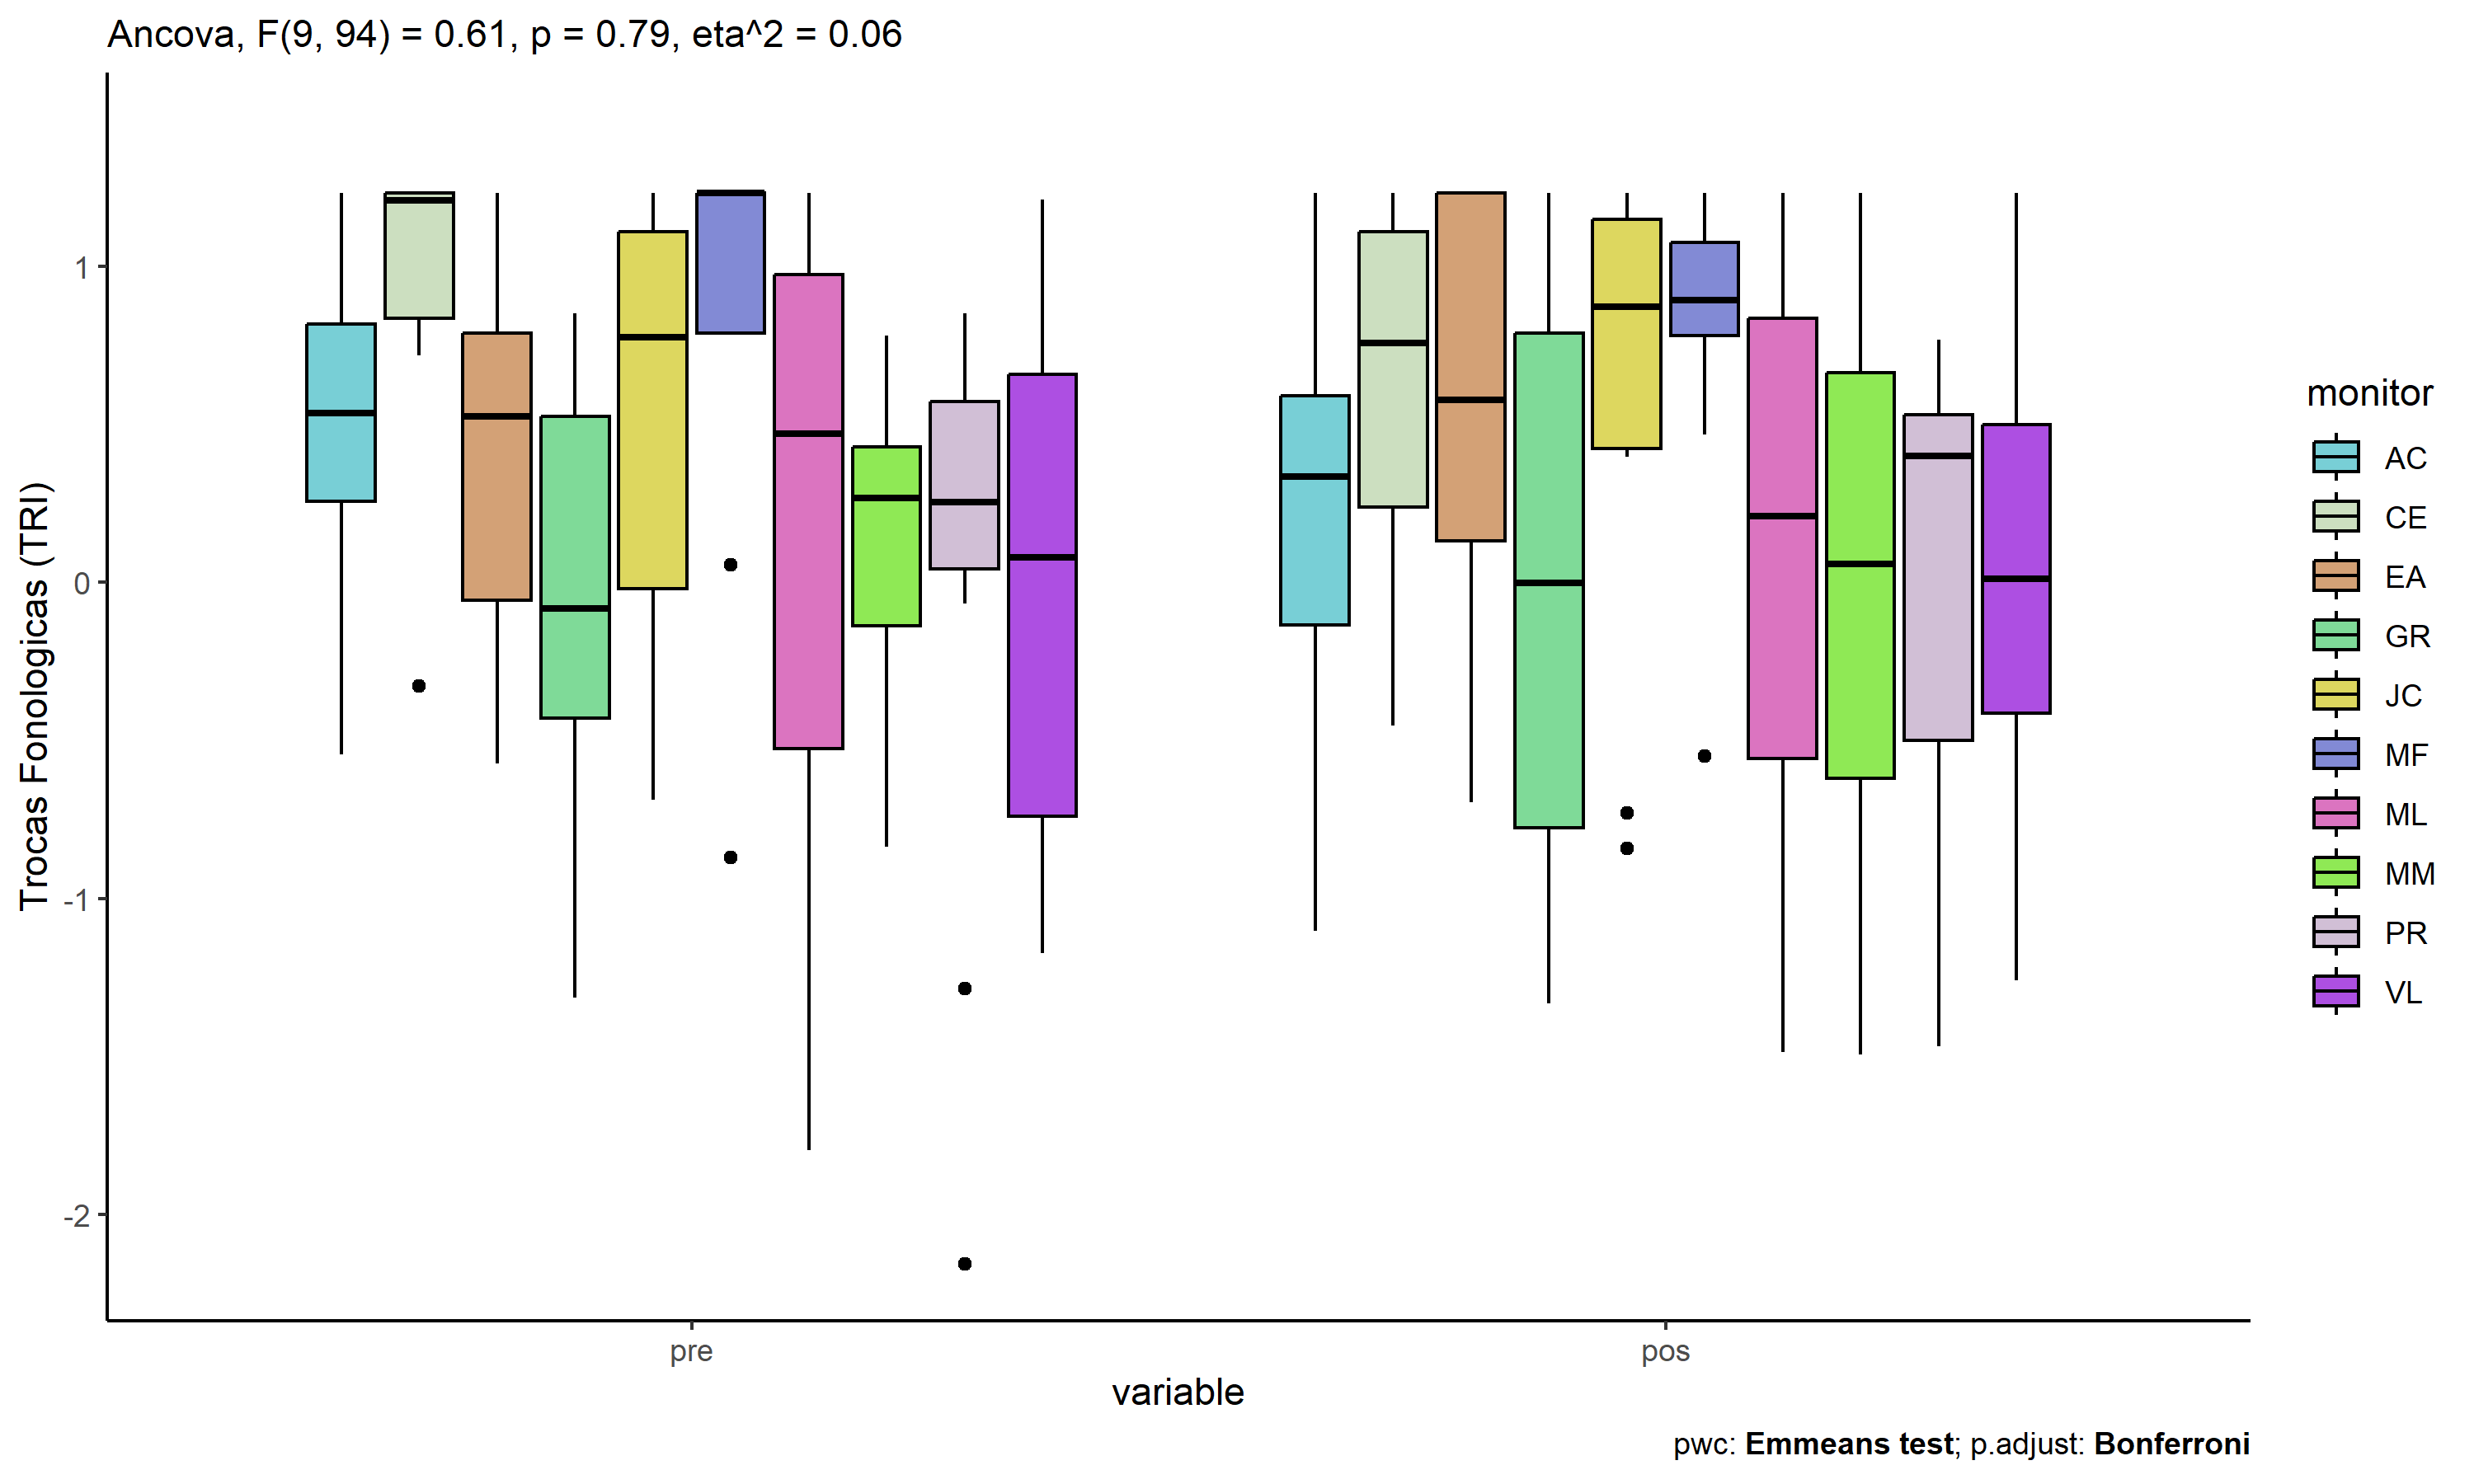 Ancova, F(9, 94) = 0.61, p = 0.79, eta^2 = 0.06
Trocas Fonologicas (TRI)
1
0
-1
-2
pre
pos
variable
monitor
AC
CE
EA
GR
JC
MF
ML
MM
PR
VL
pwc: Emmeans test; p.adjust: Bonferroni